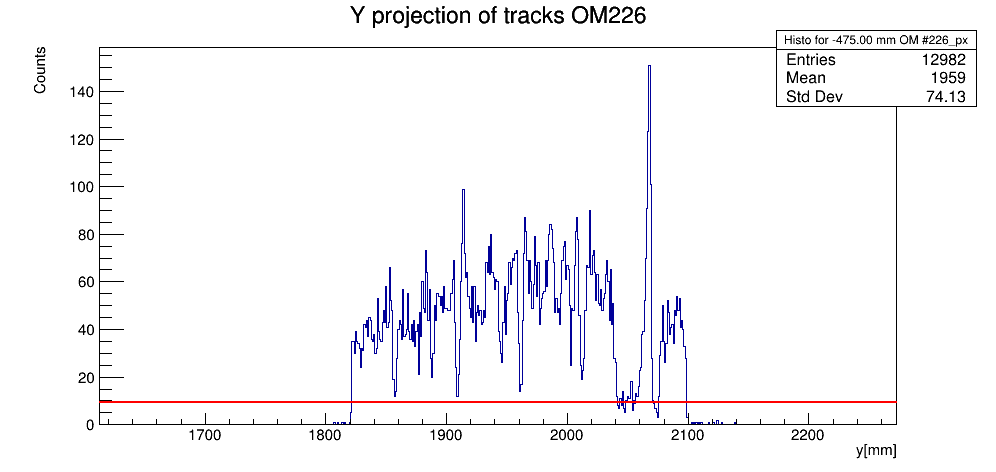 Y projection of tracks OM226
Histo for -475.00 mm OM #226_px
Entries 12982
Mean 1959
Std Dev 74.13
Counts
140
120
100
80
60
40
20
0
1700 1800 1900 2000 2100 2200
y[mm]